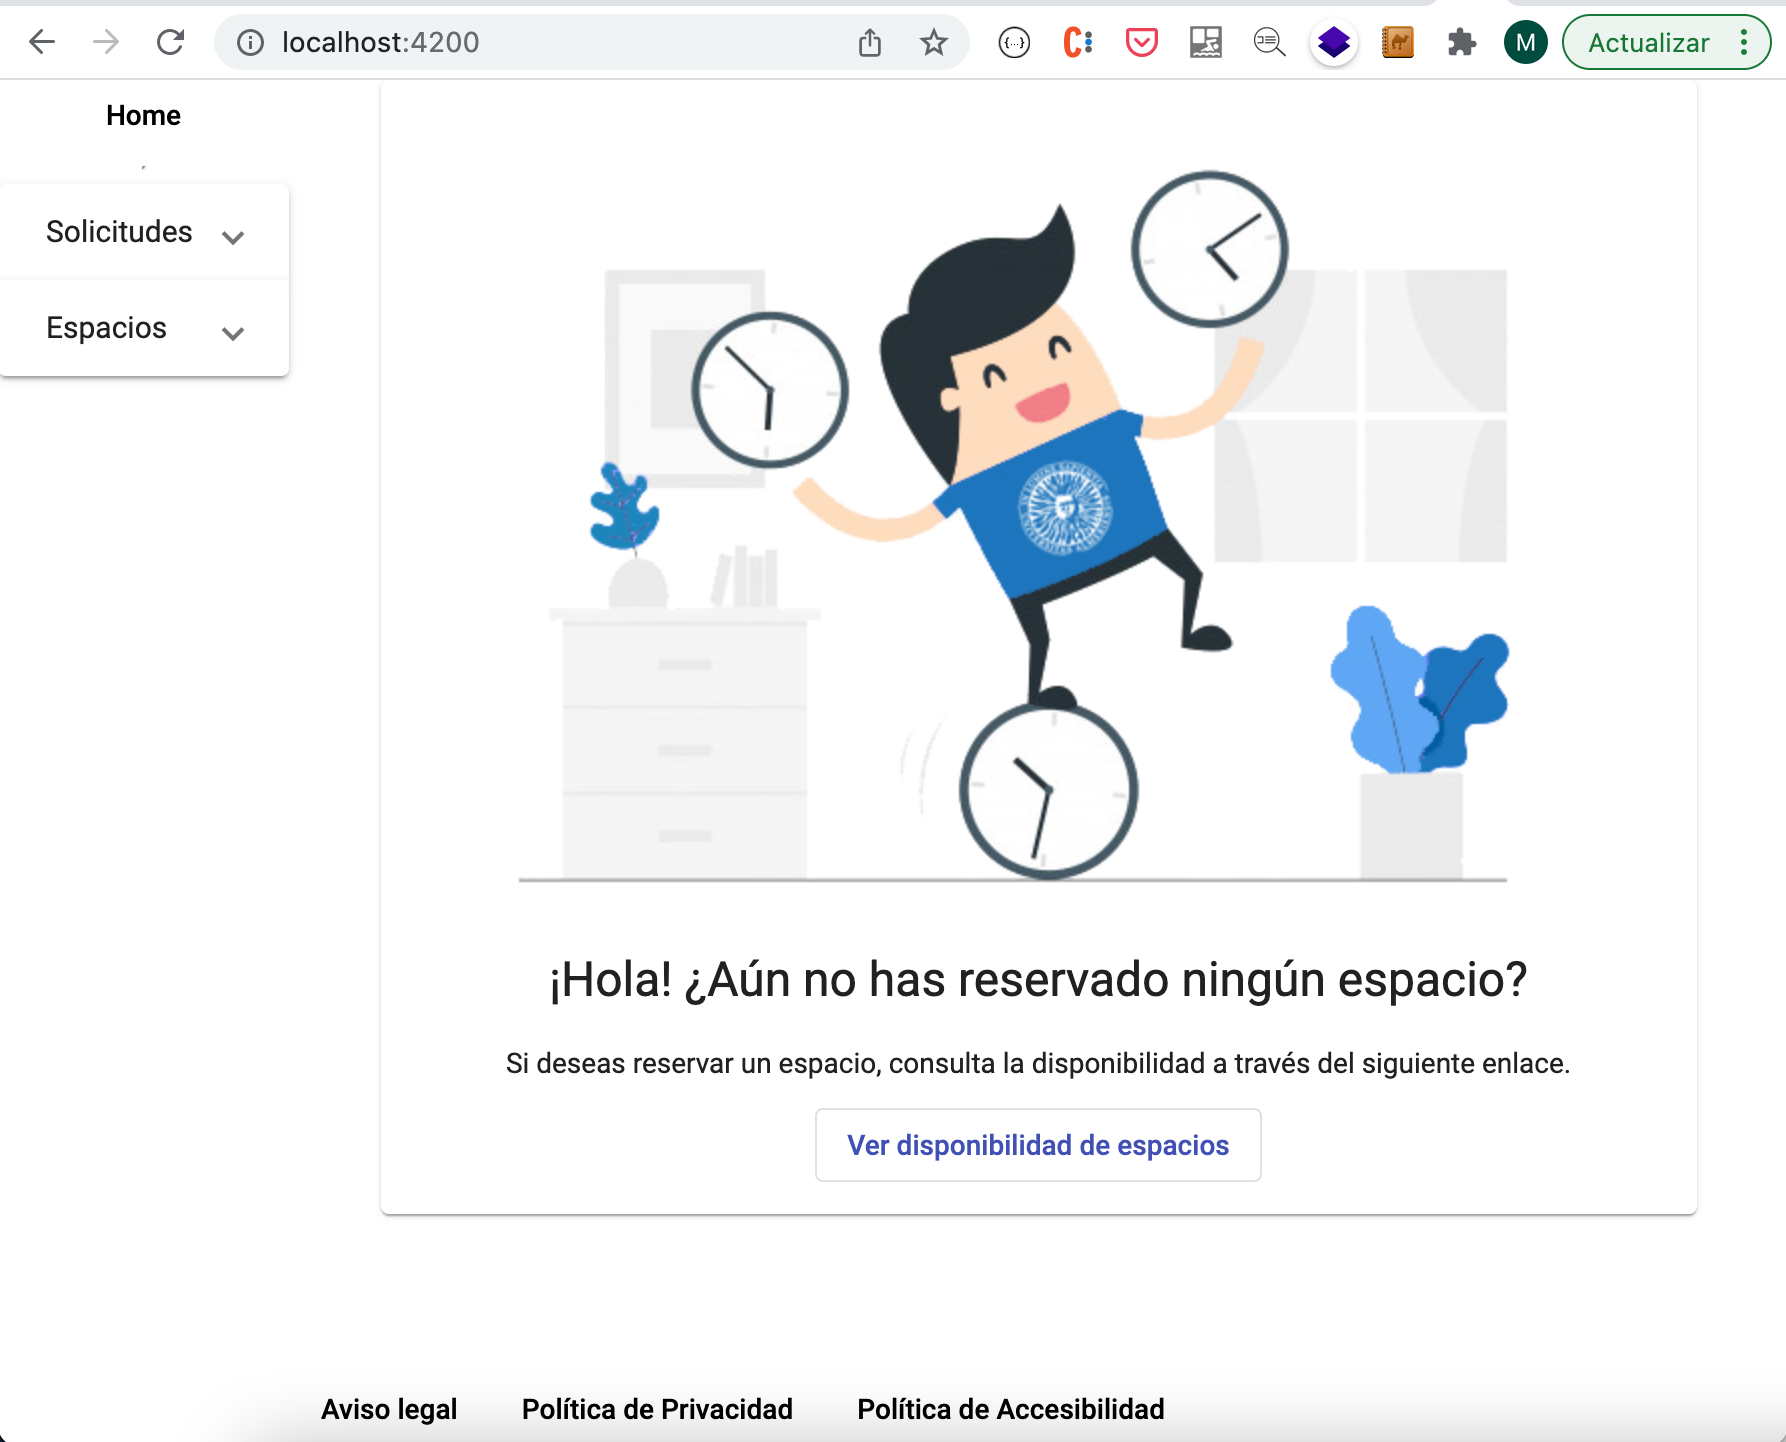 localhost:4200
M
Actualizar
Home
Solicitudes
Espacios
¡Hola! ¿Aún no has reservado ningún espacio?
Si deseas reservar un espacio, consulta la disponibilidad a través del siguiente enlace.
Ver disponibilidad de espacios
Aviso legal
Política de Privacidad
Política de Accesibilidad